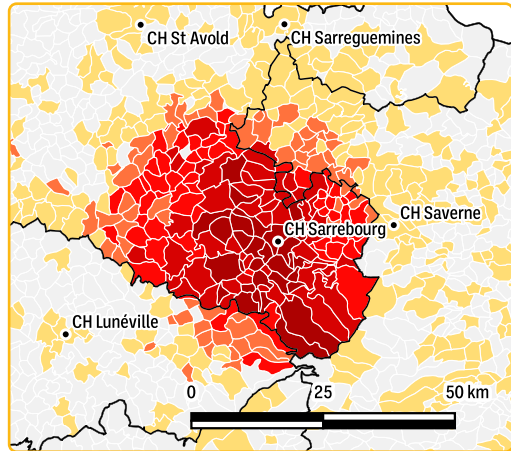 CH St Avold
CH Sarreguemines
CH Saverne
CH Sarrebourg
CH Lunéville
0 25 50 km